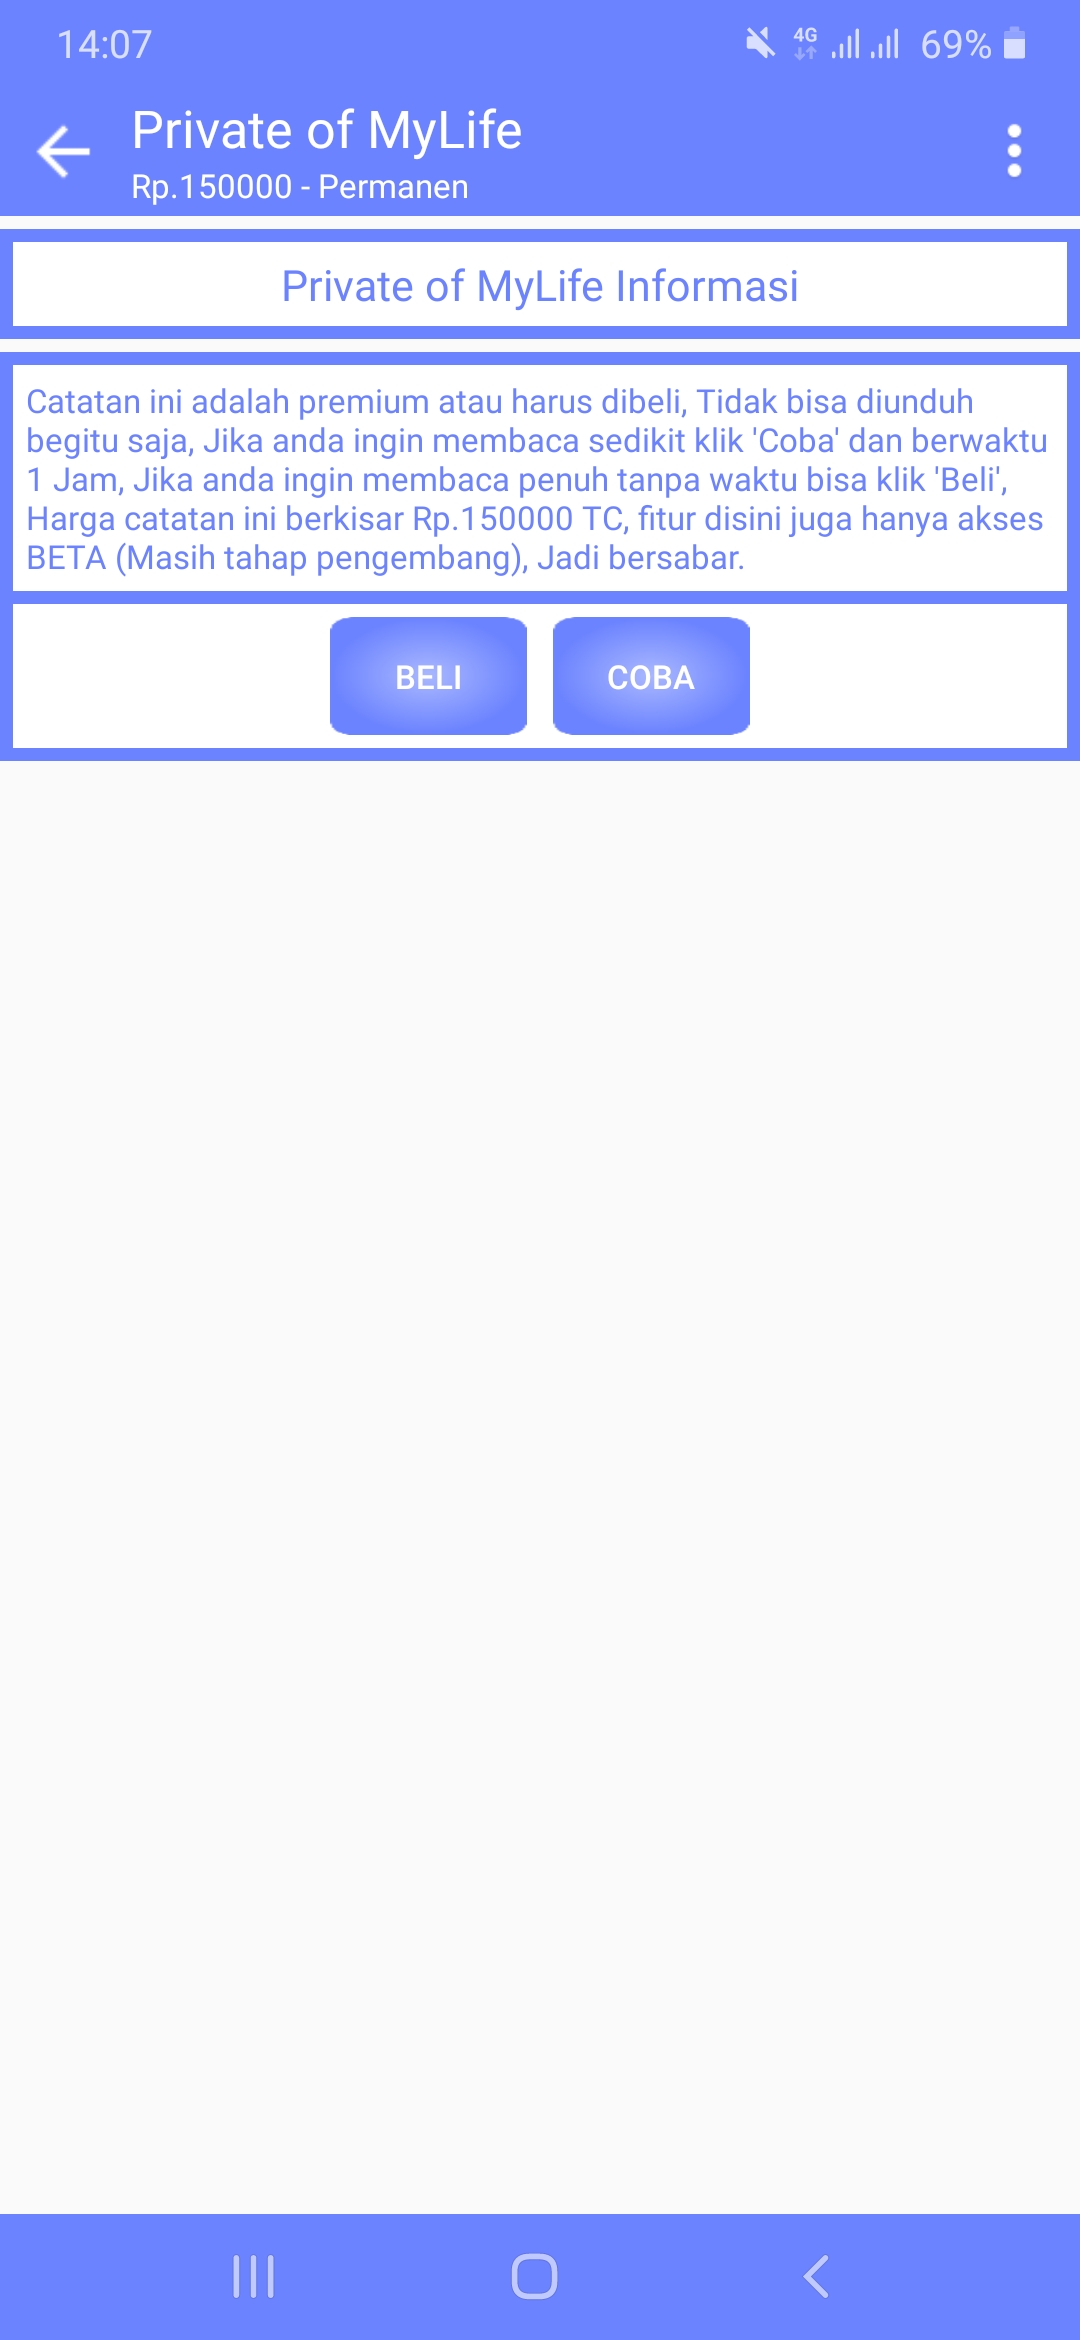 14:07
4G
69%
Private of MyLife
Rp.150000 - Permanen
Private of MyLife Informasi
Catatan ini adalah premium atau harus dibeli, Tidak bisa diunduh
begitu saja, Jika anda ingin membaca sedikit klik 'Coba' dan berwaktu
1 Jam, Jika anda ingin membaca penuh tanpa waktu bisa klik 'Beli',
Harga catatan ini berkisar Rp.150000 TC, fitur disini juga hanya akses
BETA (Masih tahap pengembang), Jadi bersabar.
BELI
COBA